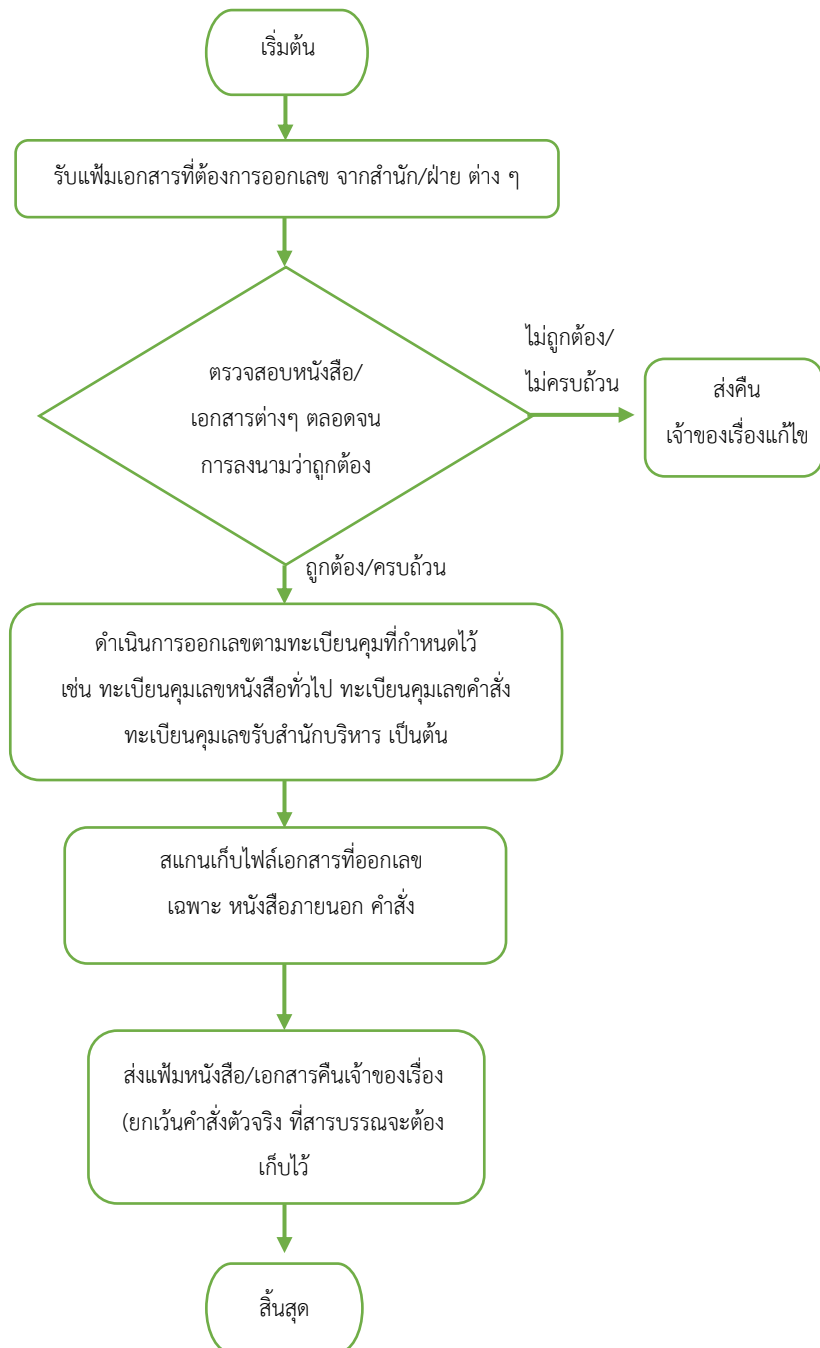 เริ่มต้น
รับแฟ้มเอกสารที่ต้องการออกเลข จากสำนัก/ฝ่าย ต่าง ๆ
ตรวจสอบหนังสือ/
เอกสารต่างๆ ตลอดจน
การลงนามว่าถูกต้อง
ไม่ถูกต้อง/
ไม่ครบถ้วน
ส่งคืน
เจ้าของเรื่องแก้ไข
ถูกต้อง/ครบถ้วน
ดำเนินการออกเลขตามทะเบียนคุมที่กำหนดไว้
เช่น ทะเบียนคุมเลขหนังสือทั่วไป ทะเบียนคุมเลขคำสั่ง
ทะเบียนคุมเลขรับสำนักบริหาร เป็นต้น
สแกนเก็บไฟล์เอกสารที่ออกเลข
เฉพาะ หนังสือภายนอก คำสั่ง
ส่งแฟ้มหนังสือ/เอกสารคืนเจ้าของเรื่อง
(ยกเว้นคำสั่งตัวจริง ที่สารบรรณจะต้อง
เก็บไว้
สิ้นสุด